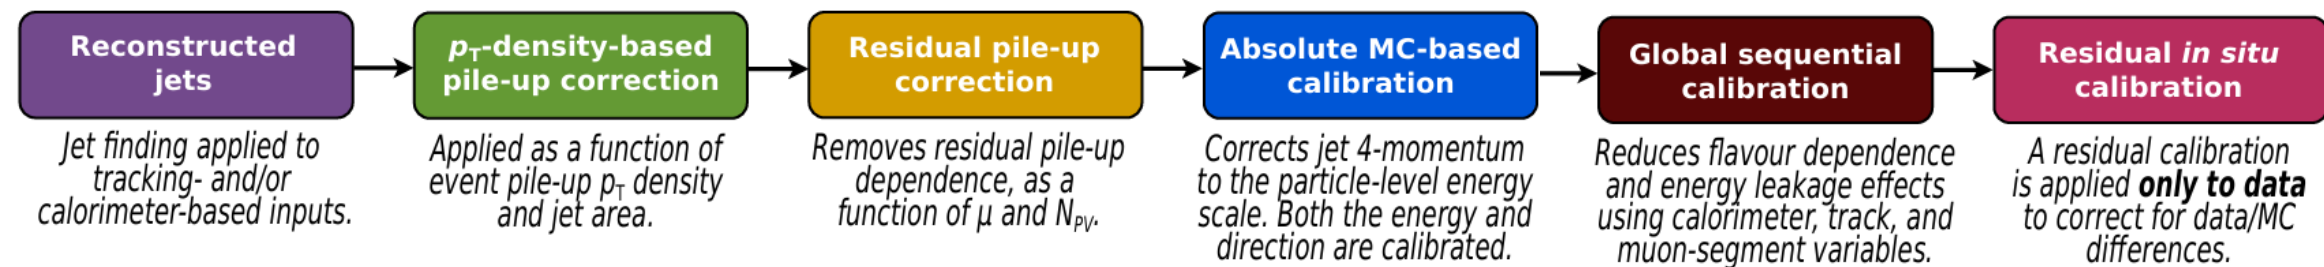 Reconstructed
jets
Jet finding applied to
tracking- and/or
calorimeter-based inputs.
pT-density-based
pile-up correction
Applied as a function of
event pile-up pT density
and jet area.
Residual pile-up
correction
Removes residual pile-up
dependence, as a
function of µ and NPV.
Absolute MC-based
calibration
Corrects jet 4-momentum
to the particle-level energy
scale. Both the energy and
direction are calibrated.
Global sequential
calibration
Reduces flavour dependence
and energy leakage effects
using calorimeter, track, and
muon-segment variables.
Residual in situ
calibration
A residual calibration
is applied only to data
to correct for data/MC
differences.